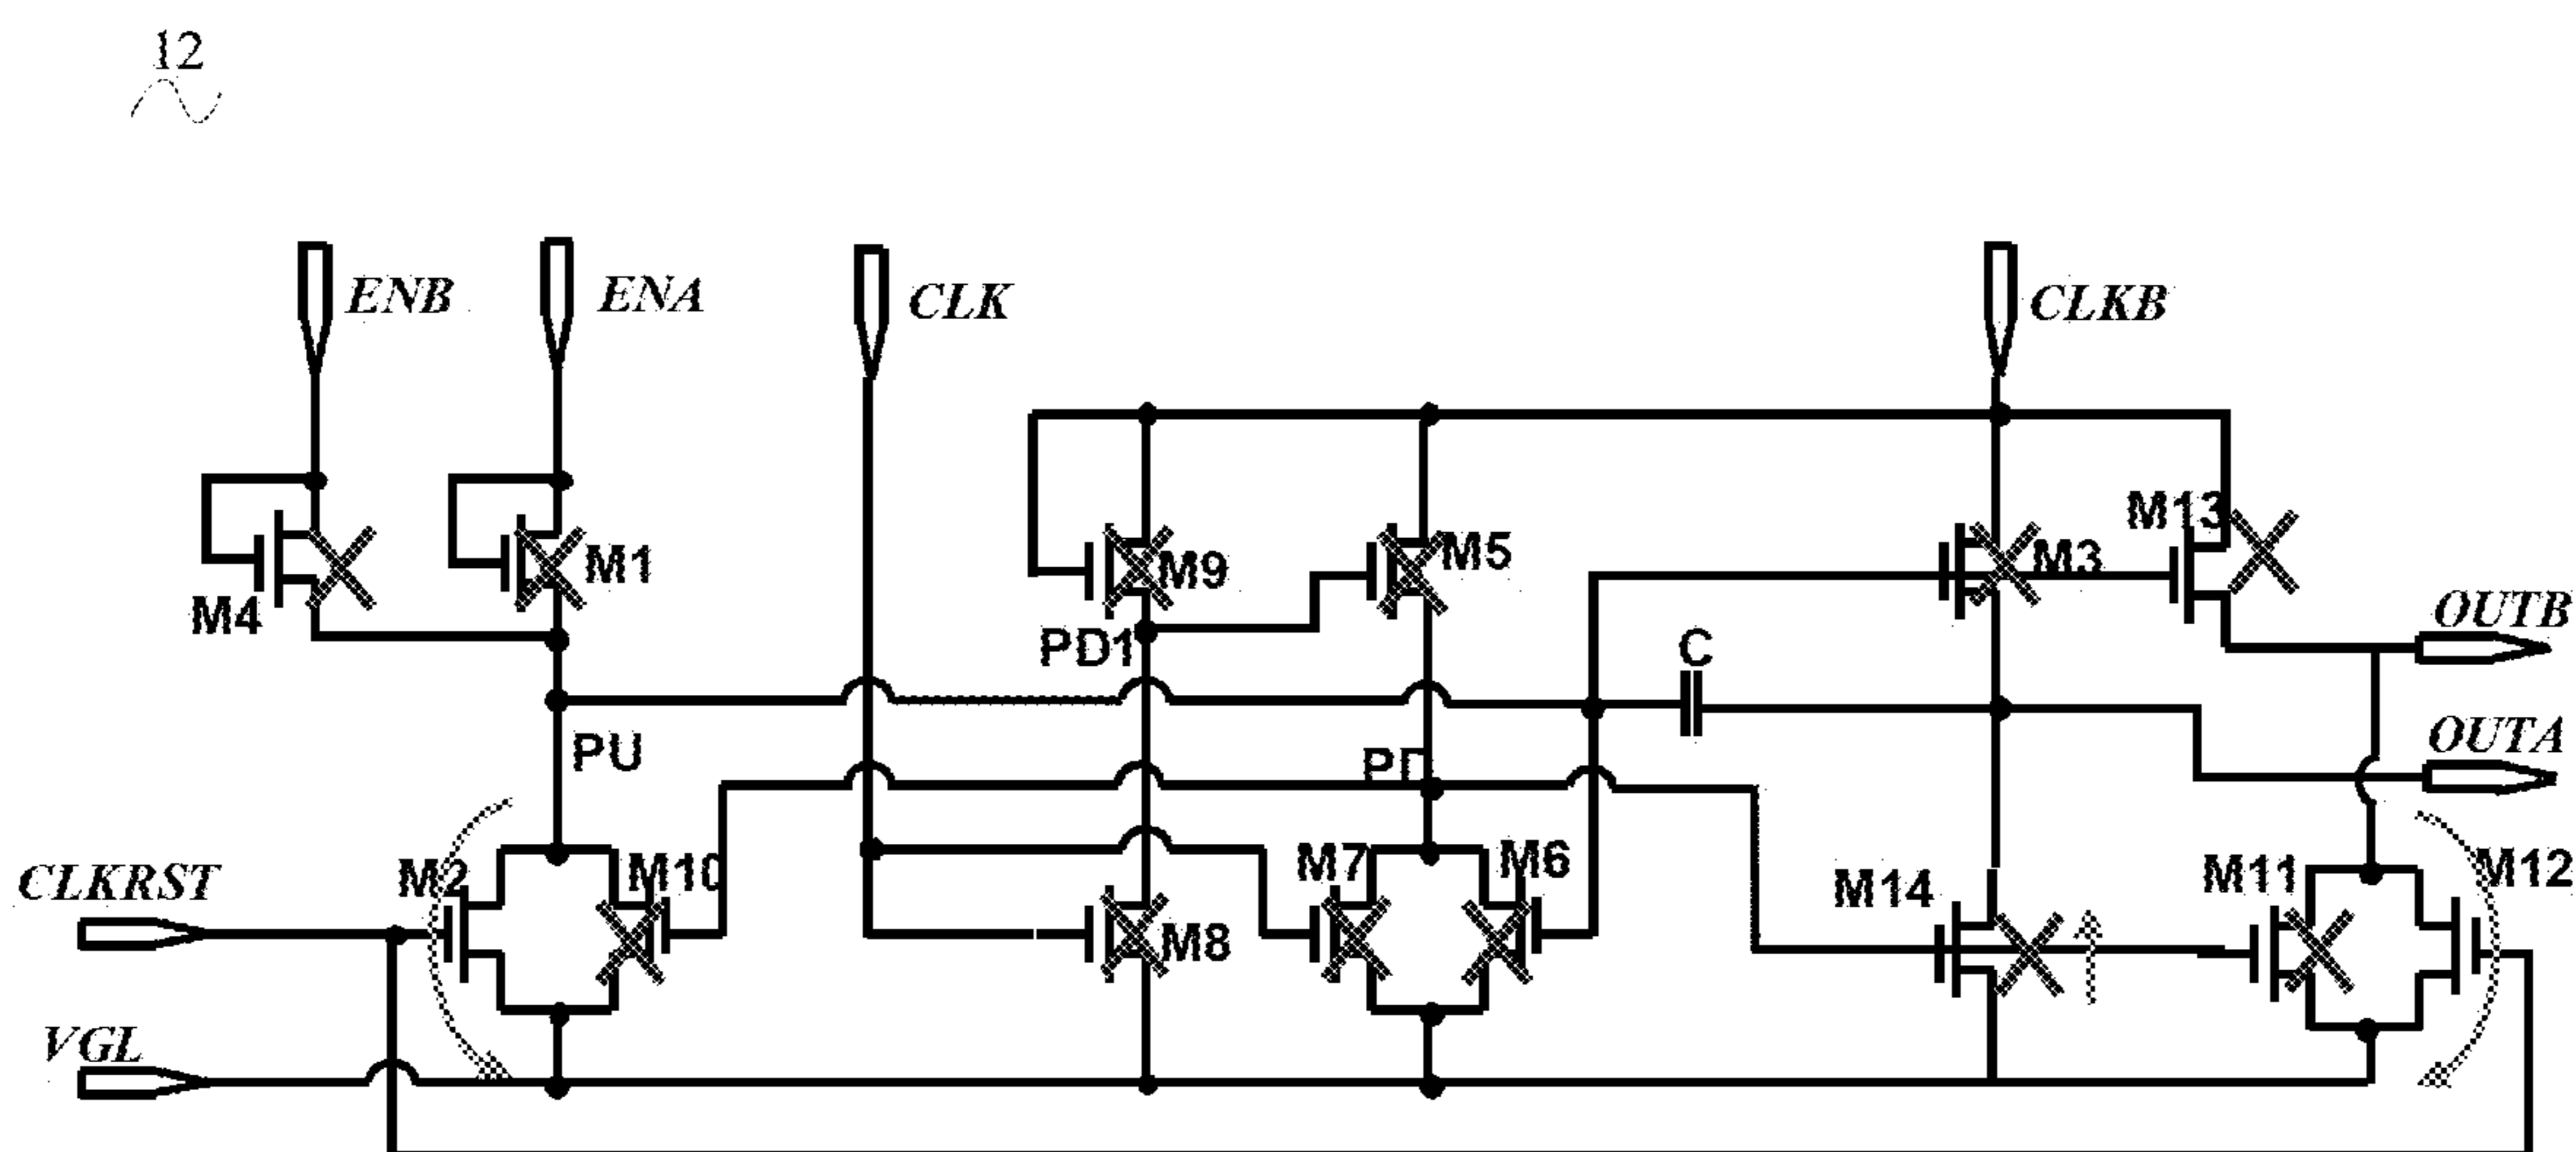 12
ENB
ENA
CLK
CLKB
M13
M9
M5
M3
M1
M4
OUTB
PD1
C
OUTA
PU
PD
M2
M10
M7
M6
M14
M11
M12
CLKRST
M8
VGL